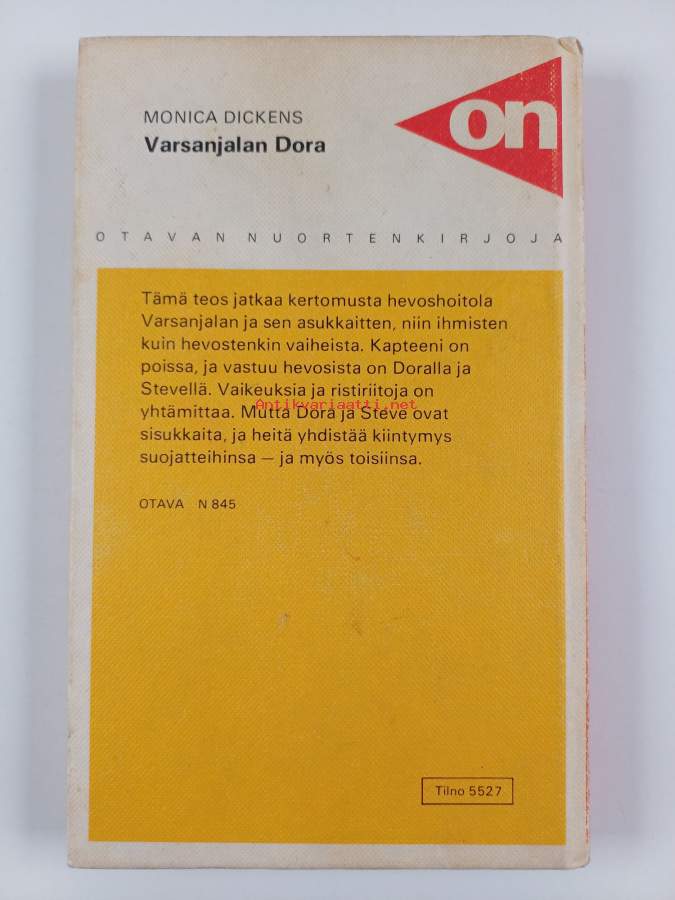 MONICA DICKENS
Varsanjalan Dora
on
OTAVAN NUORTENKIRJOJA
Tämä teos jatkaa kertomusta hevoshoitola
Varsanjalan ja sen asukkaitten, niin ihmisten
kuin hevostenkin vaiheista. Kapteeni on
poissa, ja vastuu hevosista on Doralla ja
Stevellä. Vaikeuksia ja ristiriitoja on
yhtämittaa. Mutta Dora ja Steve ovat
Antikvariaatti.net
sisukkaita, ja heitä yhdistää kiintymys
suojatteihinsa – ja myös toisiinsa.
OTAVA N 845
Tilno 5527